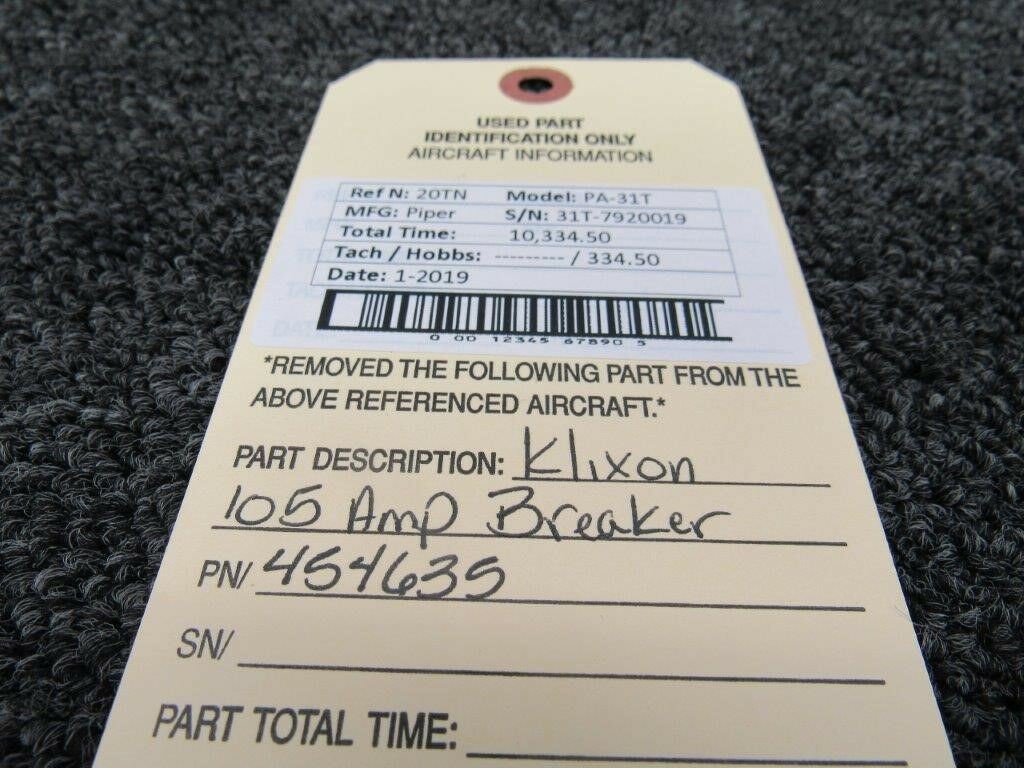 USED PART
IDENTIFICATION ONLY
AIRCRAFT INFORMATION
Ref N: 20TN Model: PA-31T
MFG: Piper S/N: 31T-7920019
Total Time: 10,334.50
Tach / Hobbs: --------- / 334.50
Date: 1-2019
0 00 12345 67890 5
*REMOVED THE FOLLOWING PART FROM THE
ABOVE REFERENCED AIRCRAFT.*
PART DESCRIPTION: Klixon
105 Amp Breaker
PN/ 454635
SN/
PART TOTAL TIME: